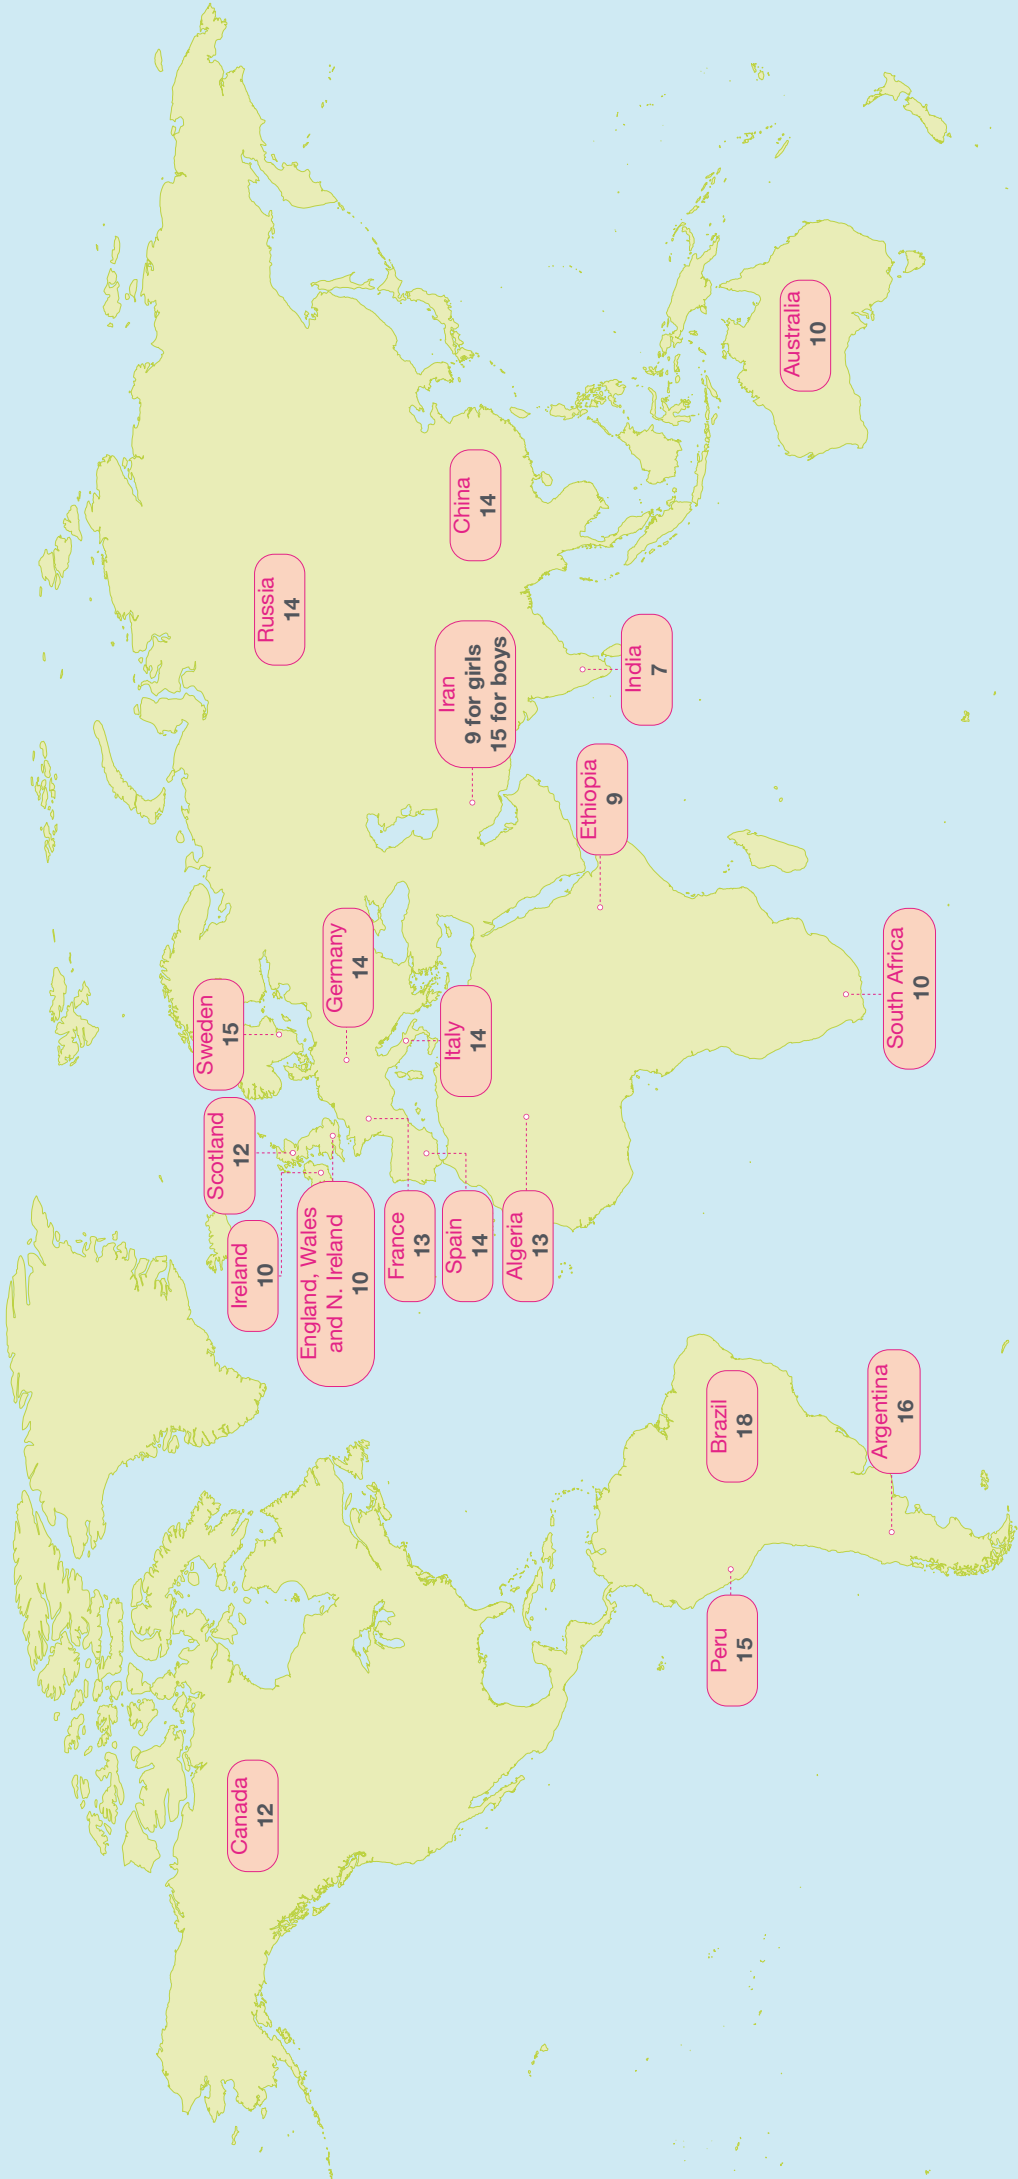 Canada
12
Ireland
10
Scotland
12
Sweden
15
Russia
14
England, Wales
and N. Ireland
10
Germany
14
France
13
Spain
14
Italy
14
Algeria
13
Iran
9 for girls
15 for boys
China
14
Ethiopia
9
India
7
Peru
15
Brazil
18
Australia
10
Argentina
16
South Africa
10